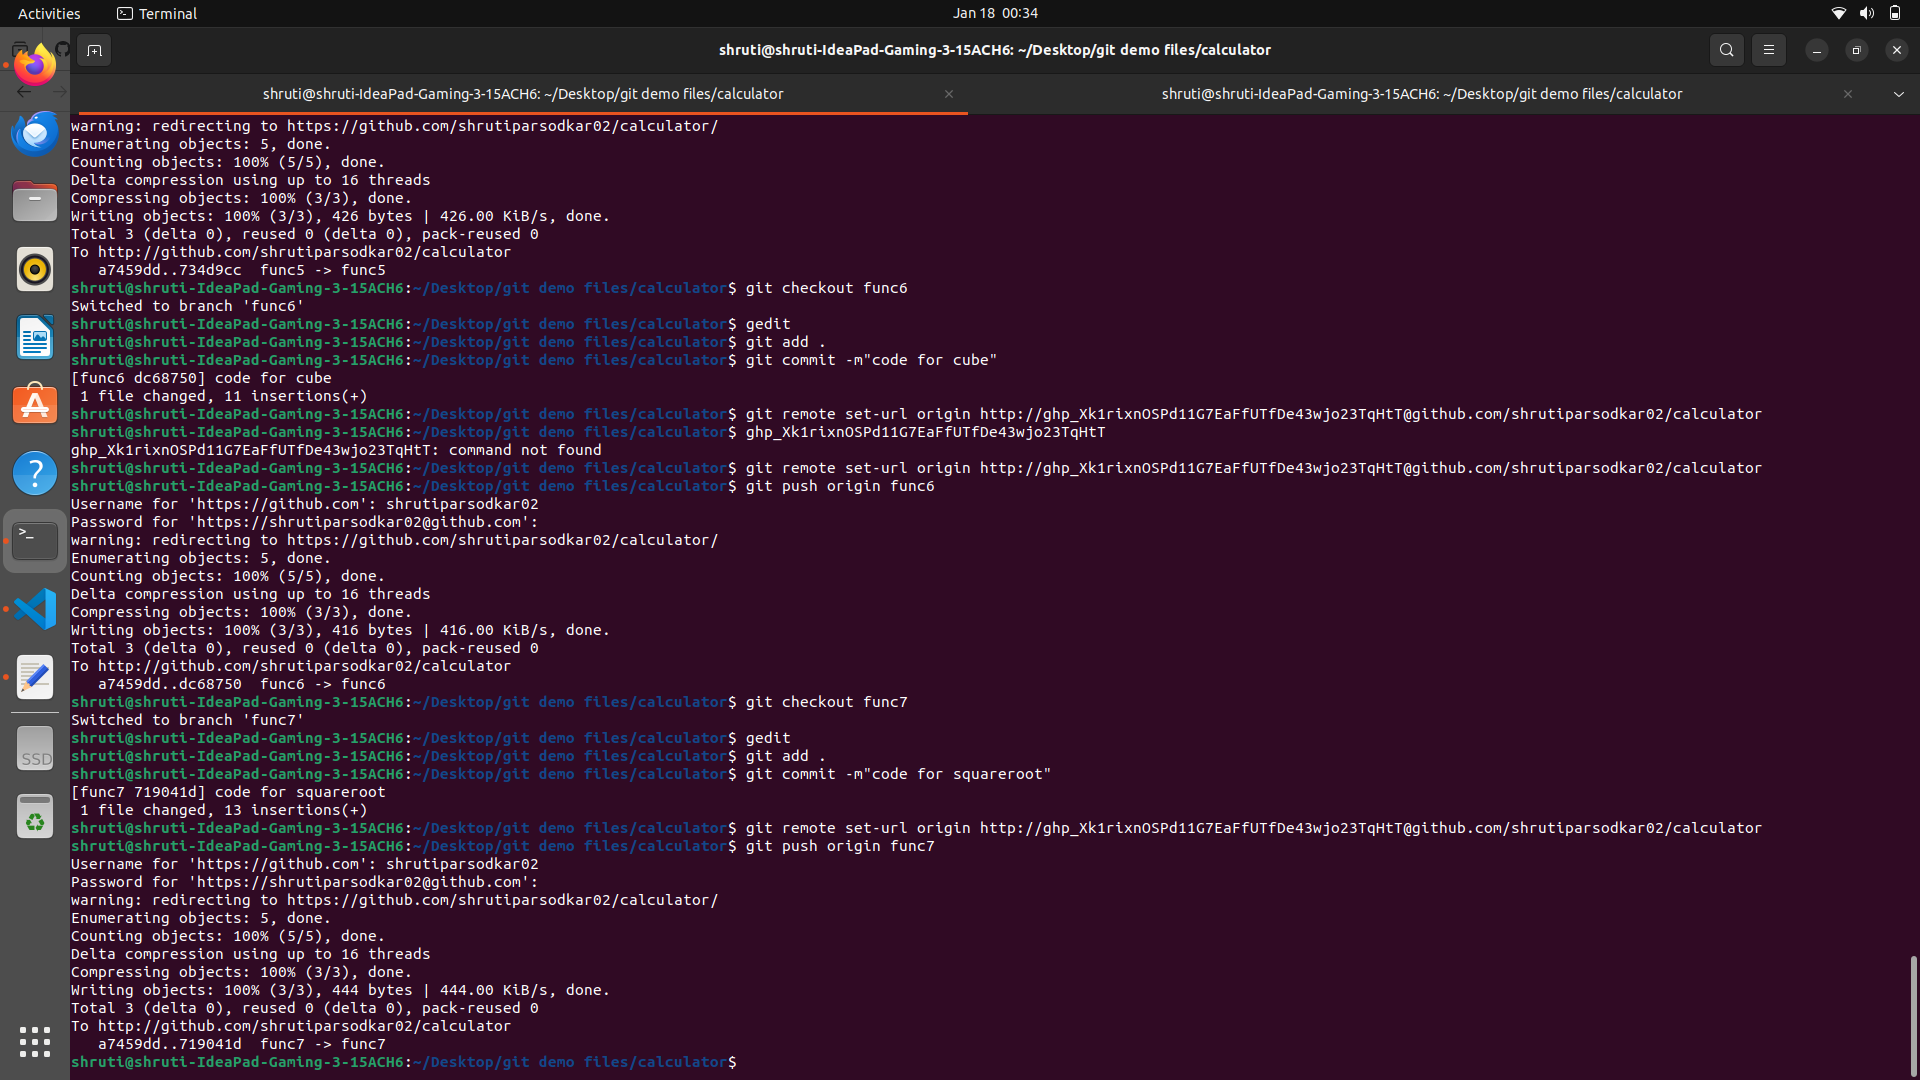 Activities
Terminal
Jan 18 00:34
shruti@shruti-IdeaPad-Gaming-3-15ACH6: ~/Desktop/git demo files/calculator
shruti@shruti-IdeaPad-Gaming-3-15ACH6: ~/Desktop/git demo files/calculator
shruti@shruti-IdeaPad-Gaming-3-15ACH6: ~/Desktop/git demo files/calculator
warning: redirecting to https://github.com/shrutiparsodkar02/calculator/
Enumerating objects: 5, done.
Counting objects: 100% (5/5), done.
Delta compression using up to 16 threads
Compressing objects: 100% (3/3), done.
Writing objects: 100% (3/3), 426 bytes | 426.00 KiB/s, done.
Total 3 (delta 0), reused 0 (delta 0), pack-reused 0
To http://github.com/shrutiparsodkar02/calculator
   a7459dd..734d9cc  func5 -> func5
shruti@shruti-IdeaPad-Gaming-3-15ACH6:~/Desktop/git demo files/calculator$ git checkout func6
Switched to branch 'func6'
shruti@shruti-IdeaPad-Gaming-3-15ACH6:~/Desktop/git demo files/calculator$ gedit
shruti@shruti-IdeaPad-Gaming-3-15ACH6:~/Desktop/git demo files/calculator$ git add .
shruti@shruti-IdeaPad-Gaming-3-15ACH6:~/Desktop/git demo files/calculator$ git commit -m"code for cube"
[func6 dc68750] code for cube
 1 file changed, 11 insertions(+)
shruti@shruti-IdeaPad-Gaming-3-15ACH6:~/Desktop/git demo files/calculator$ git remote set-url origin http://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@github.com/shrutiparsodkar02/calculator
shruti@shruti-IdeaPad-Gaming-3-15ACH6:~/Desktop/git demo files/calculator$ 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
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: command not found
shruti@shruti-IdeaPad-Gaming-3-15ACH6:~/Desktop/git demo files/calculator$ git remote set-url origin http://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@github.com/shrutiparsodkar02/calculator
shruti@shruti-IdeaPad-Gaming-3-15ACH6:~/Desktop/git demo files/calculator$ git push origin func6
Username for 'https://github.com': shrutiparsodkar02
Password for 'https://shrutiparsodkar02@github.com':
warning: redirecting to https://github.com/shrutiparsodkar02/calculator/
Enumerating objects: 5, done.
Counting objects: 100% (5/5), done.
Delta compression using up to 16 threads
Compressing objects: 100% (3/3), done.
Writing objects: 100% (3/3), 416 bytes | 416.00 KiB/s, done.
Total 3 (delta 0), reused 0 (delta 0), pack-reused 0
To http://github.com/shrutiparsodkar02/calculator
   a7459dd..dc68750  func6 -> func6
shruti@shruti-IdeaPad-Gaming-3-15ACH6:~/Desktop/git demo files/calculator$ git checkout func7
Switched to branch 'func7'
shruti@shruti-IdeaPad-Gaming-3-15ACH6:~/Desktop/git demo files/calculator$ gedit
shruti@shruti-IdeaPad-Gaming-3-15ACH6:~/Desktop/git demo files/calculator$ git add .
shruti@shruti-IdeaPad-Gaming-3-15ACH6:~/Desktop/git demo files/calculator$ git commit -m"code for squareroot"
[func7 719041d] code for squareroot
 1 file changed, 13 insertions(+)
shruti@shruti-IdeaPad-Gaming-3-15ACH6:~/Desktop/git demo files/calculator$ git remote set-url origin http://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@github.com/shrutiparsodkar02/calculator
shruti@shruti-IdeaPad-Gaming-3-15ACH6:~/Desktop/git demo files/calculator$ git push origin func7
Username for 'https://github.com': shrutiparsodkar02
Password for 'https://shrutiparsodkar02@github.com':
warning: redirecting to https://github.com/shrutiparsodkar02/calculator/
Enumerating objects: 5, done.
Counting objects: 100% (5/5), done.
Delta compression using up to 16 threads
Compressing objects: 100% (3/3), done.
Writing objects: 100% (3/3), 444 bytes | 444.00 KiB/s, done.
Total 3 (delta 0), reused 0 (delta 0), pack-reused 0
To http://github.com/shrutiparsodkar02/calculator
   a7459dd..719041d  func7 -> func7
shruti@shruti-IdeaPad-Gaming-3-15ACH6:~/Desktop/git demo files/calculator$
SSD